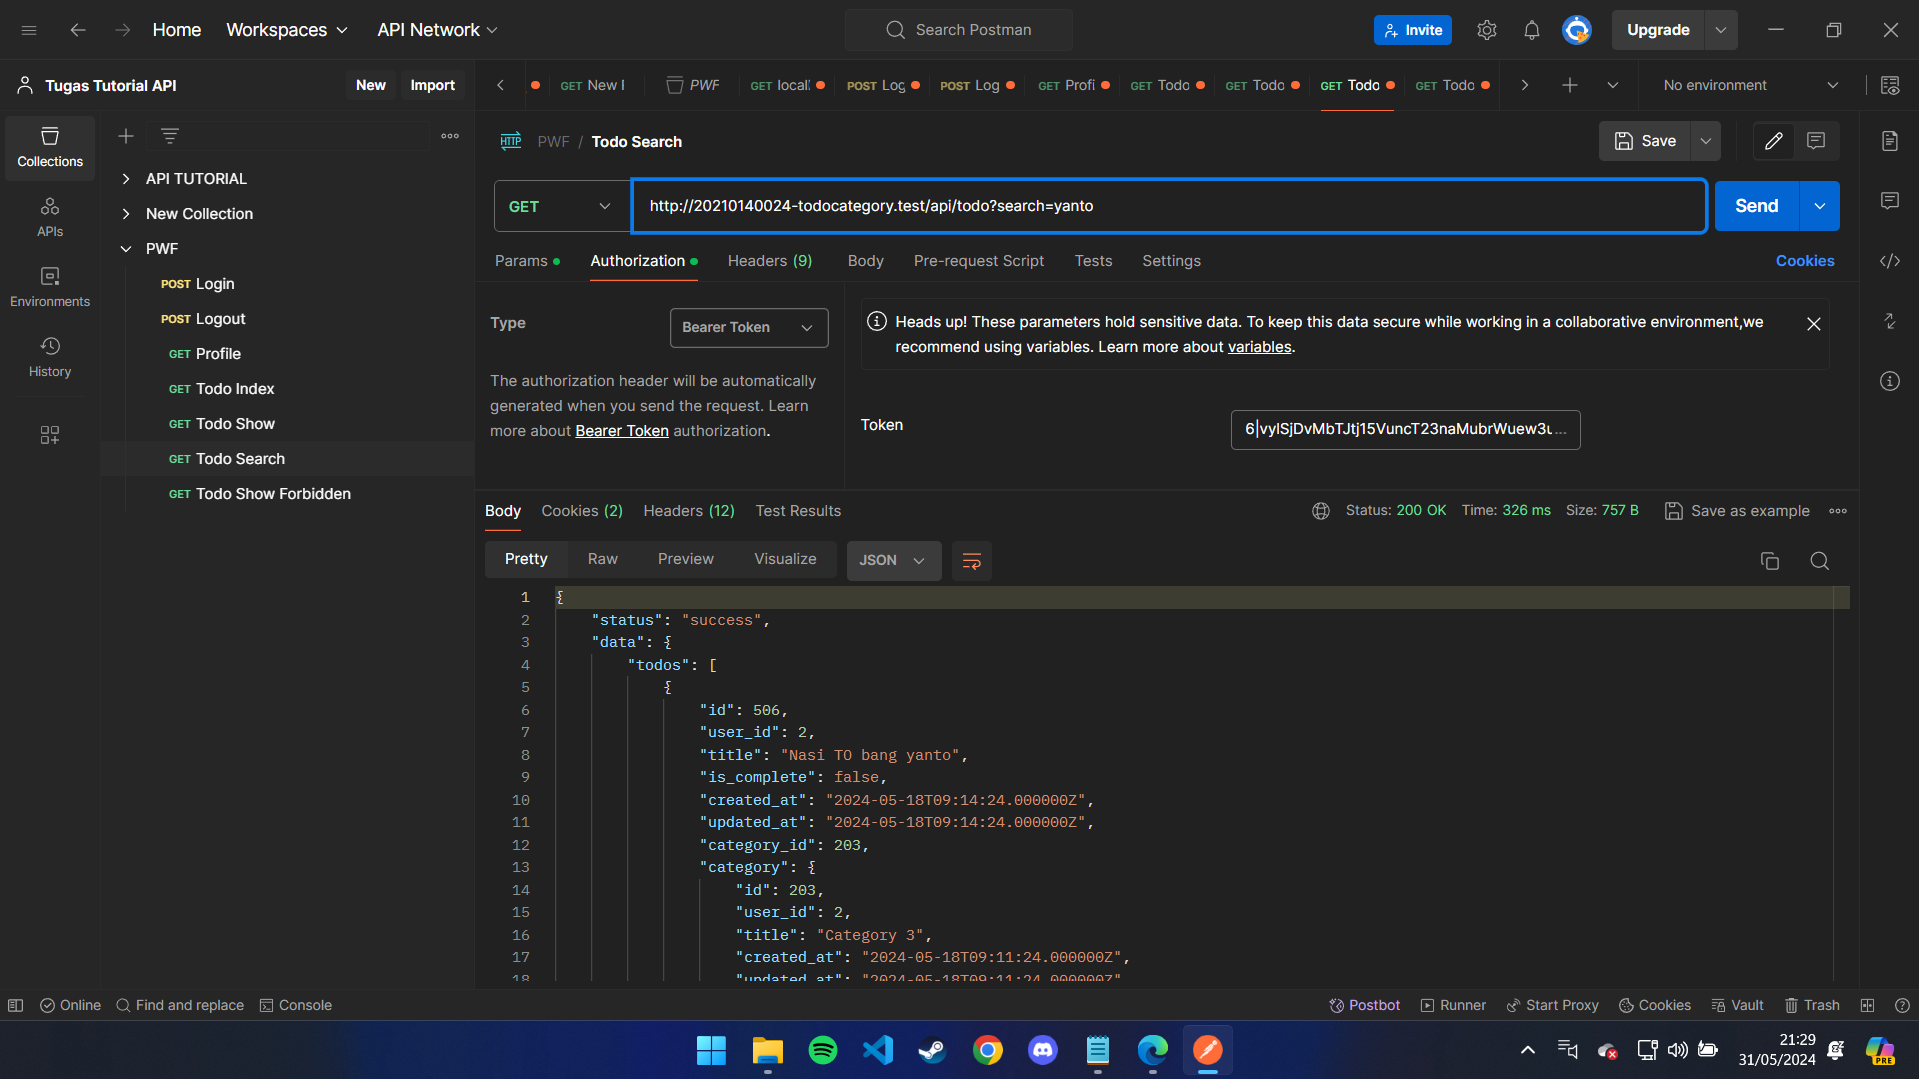 Home
Workspaces
API Network
Search Postman
Invite
Upgrade
Tugas Tutorial API
New
Import
GET New I
PWF
GET local
POST Log
POST Log
GET Profi
GET Todo
GET Todo
GET Todo
GET Todo
No environment
Collections
APIs
Environments
History
API TUTORIAL
New Collection
PWF
POST Login
POST Logout
GET Profile
GET Todo Index
GET Todo Show
GET Todo Search
GET Todo Show Forbidden
HTTP
PWF / Todo Search
Save
GET
http://20210140024-todocategory.test/api/todo?search=yanto
Send
Params
Authorization
Headers (9)
Body
Pre-request Script
Tests
Settings
Cookies
Type
Bearer Token
The authorization header will be automatically
generated when you send the request. Learn
more about Bearer Token authorization.
Heads up! These parameters hold sensitive data. To keep this data secure while working in a collaborative environment,we
recommend using variables. Learn more about variables.
Token
Body
Cookies (2)
Headers (12)
Test Results
Status: 200 OK
Time: 326 ms
Size: 757 B
Save as example
Pretty
Raw
Preview
Visualize
JSON
1 {
2 "status": "success",
3 "data": {
4 "todos": [
5 {
6 "id": 506,
7 "user_id": 2,
8 "title": "Nasi TO bang yanto",
9 "is_complete": false,
10 "created_at": "2024-05-18T09:14:24.000000Z",
11 "updated_at": "2024-05-18T09:14:24.000000Z",
12 "category_id": 203,
13 "category": {
14 "id": 203,
15 "user_id": 2,
16 "title": "Category 3",
17 "created_at": "2024-05-18T09:11:24.000000Z",
18 "updated_at": "2024-05-18T09:11:24.000000Z"
Online
Find and replace
Console
Postbot
Runner
Start Proxy
Cookies
Vault
Trash
21:29
31/05/2024
PRE